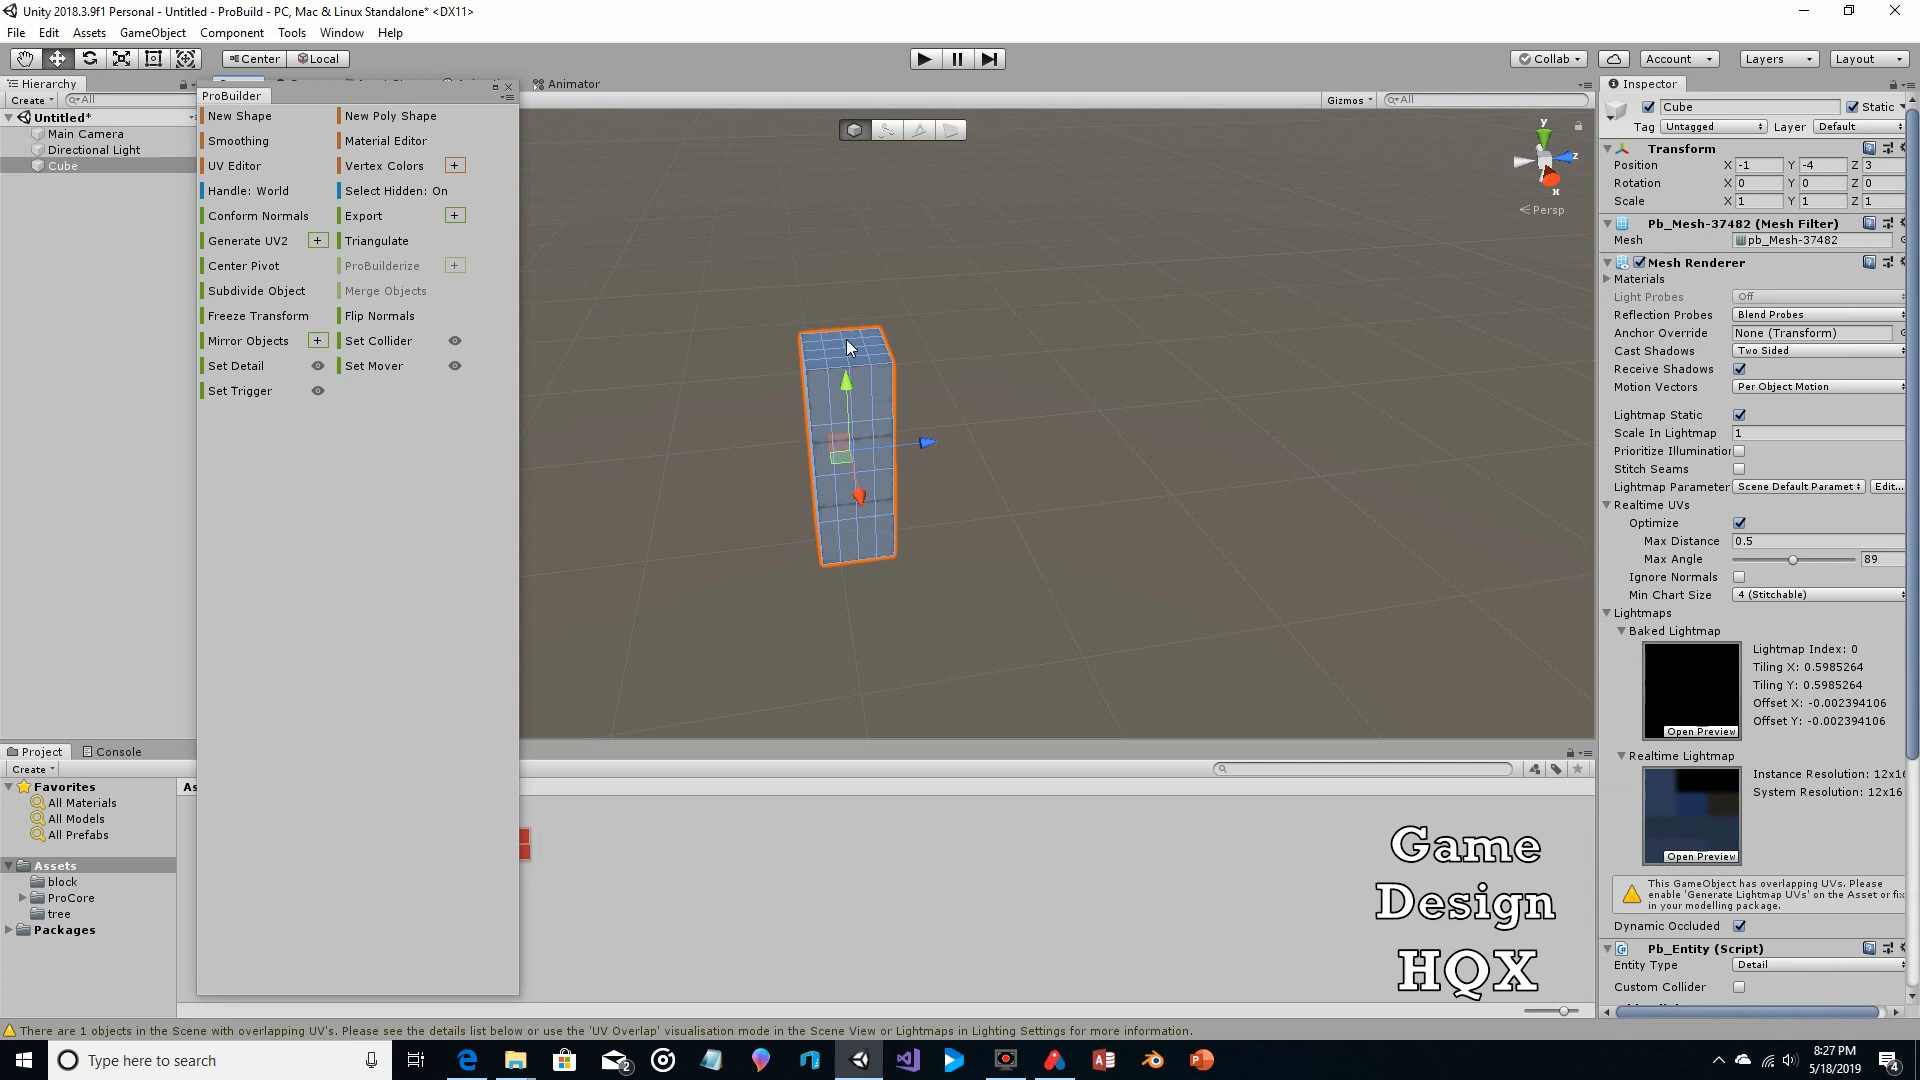 Unity 2018.3.9f1 Personal - Untitled - ProBuild - PC, Mac & Linux Standalone* <DX11>
File Edit Assets GameObject Component Tools Window Help
Center Local Collab Account Layers Layout
Hierarchy
Create All
Untitled*
Main Camera
Directional Light
Cube
ProBuilder
New Shape New Poly Shape
Smoothing Material Editor
UV Editor Vertex Colors +
Handle: World Select Hidden: On
Conform Normals Export +
Generate UV2 + Triangulate
Center Pivot ProBuilderize +
Subdivide Object Merge Objects
Freeze Transform Flip Normals
Mirror Objects + Set Collider
Set Detail Set Mover
Set Trigger
Animator
Gizmos All
y
z
x
Persp
Inspector
Cube Static
Tag Untagged Layer Default
Transform
Position X -1 Y -4 Z 3
Rotation X 0 Y 0 Z 0
Scale X 1 Y 1 Z 1
Pb_Mesh-37482 (Mesh Filter)
Mesh pb_Mesh-37482
Mesh Renderer
Materials
Light Probes Off
Reflection Probes Blend Probes
Anchor Override None (Transform)
Cast Shadows Two Sided
Receive Shadows
Motion Vectors Per Object Motion
Lightmap Static
Scale In Lightmap 1
Prioritize Illumination
Stitch Seams
Lightmap Parameter Scene Default Paramet Edit...
Realtime UVs
Optimize
Max Distance 0.5
Max Angle 89
Ignore Normals
Min Chart Size 4 (Stitchable)
Lightmaps
Baked Lightmap
Lightmap Index: 0
Tiling X: 0.5985264
Tiling Y: 0.5985264
Offset X: -0.002394106
Offset Y: -0.002394106
Open Preview
Realtime Lightmap
Instance Resolution: 12x16
System Resolution: 12x16
Open Preview
This GameObject has overlapping UVs. Please
enable 'Generate Lightmap UVs' on the Asset or fix
in your modelling package.
Dynamic Occluded
Pb_Entity (Script)
Entity Type Detail
Custom Collider
Project Console
Create
Favorites
All Materials
All Models
All Prefabs
Assets
block
ProCore
tree
Packages
As
Game
Design
HQX
There are 1 objects in the Scene with overlapping UV's. Please see the details list below or use the 'UV Overlap' visualisation mode in the Scene View or Lightmaps in Lighting Settings for more information.
Type here to search
2
8:27 PM
5/18/2019
4